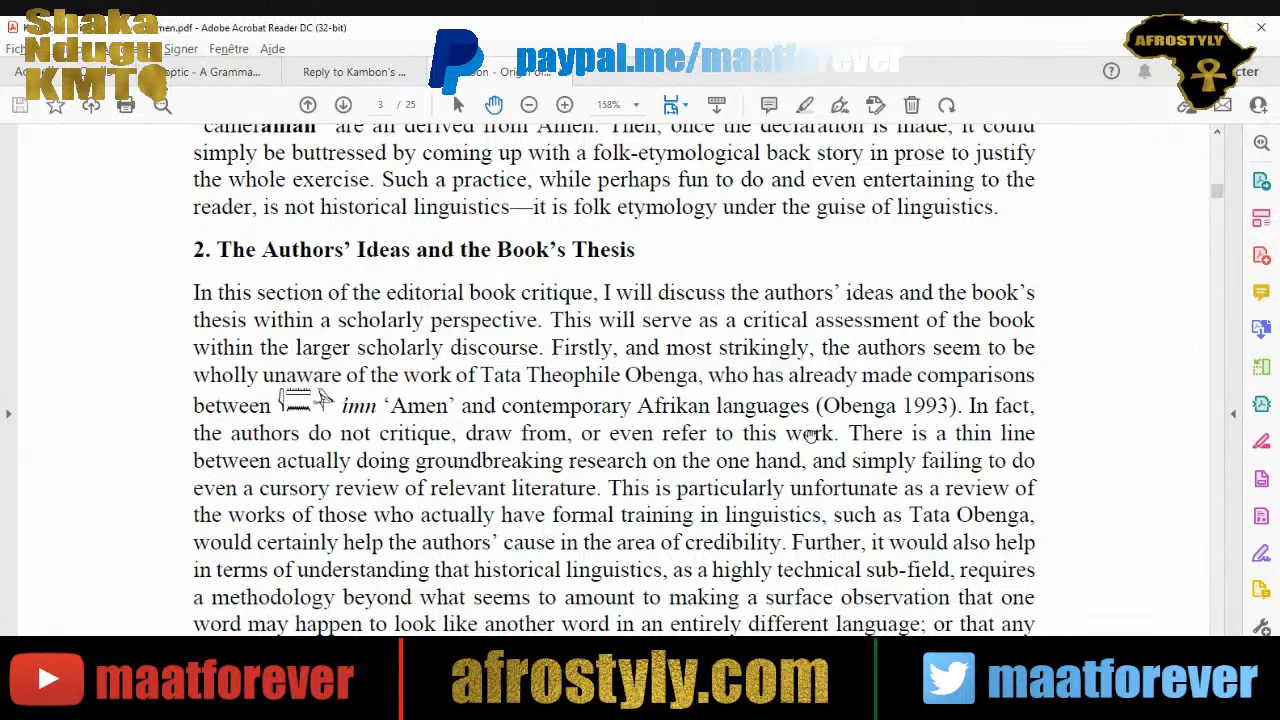 Shaka
Ndugu
KMT
men.pdf - Adobe Acrobat Reader DC (32-bit)
paypal.me/maatforever
AFROSTYLY
Signer Fenêtre Aide
optic - A Gramma...
Reply to Kambon's ...
3 / 25
158%
"cameraman" are all derived from Amen. Then, once the declaration is made, it could
simply be buttressed by coming up with a folk-etymological back story in prose to justify
the whole exercise. Such a practice, while perhaps fun to do and even entertaining to the
reader, is not historical linguistics—it is folk etymology under the guise of linguistics.
2. The Authors' Ideas and the Book's Thesis
In this section of the editorial book critique, I will discuss the authors' ideas and the book's
thesis within a scholarly perspective. This will serve as a critical assessment of the book
within the larger scholarly discourse. Firstly, and most strikingly, the authors seem to be
wholly unaware of the work of Tata Theophile Obenga, who has already made comparisons
between imn 'Amen' and contemporary Afrikan languages (Obenga 1993). In fact,
the authors do not critique, draw from, or even refer to this work. There is a thin line
between actually doing groundbreaking research on the one hand, and simply failing to do
even a cursory review of relevant literature. This is particularly unfortunate as a review of
the works of those who actually have formal training in linguistics, such as Tata Obenga,
would certainly help the authors' cause in the area of credibility. Further, it would also help
in terms of understanding that historical linguistics, as a highly technical sub-field, requires
a methodology beyond what seems to amount to making a surface observation that one
word may happen to look like another word in an entirely different language; or that any
maatforever
afrostyly.com
maatforever